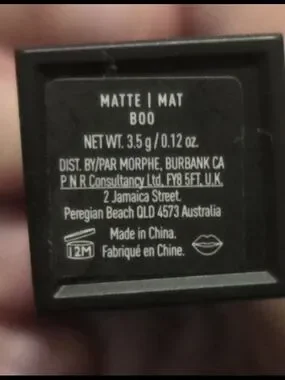 MATTE | MAT
BOO
NET WT. 3.5 g / 0.12 oz.
DIST. BY/PAR MORPHE, BURBANK CA
P N R Consultancy Ltd, FY8 5FT, U.K.
2 Jamaica Street.
Peregian Beach QLD 4573 Australia
Made in China.
12M
Fabriqué en Chine.